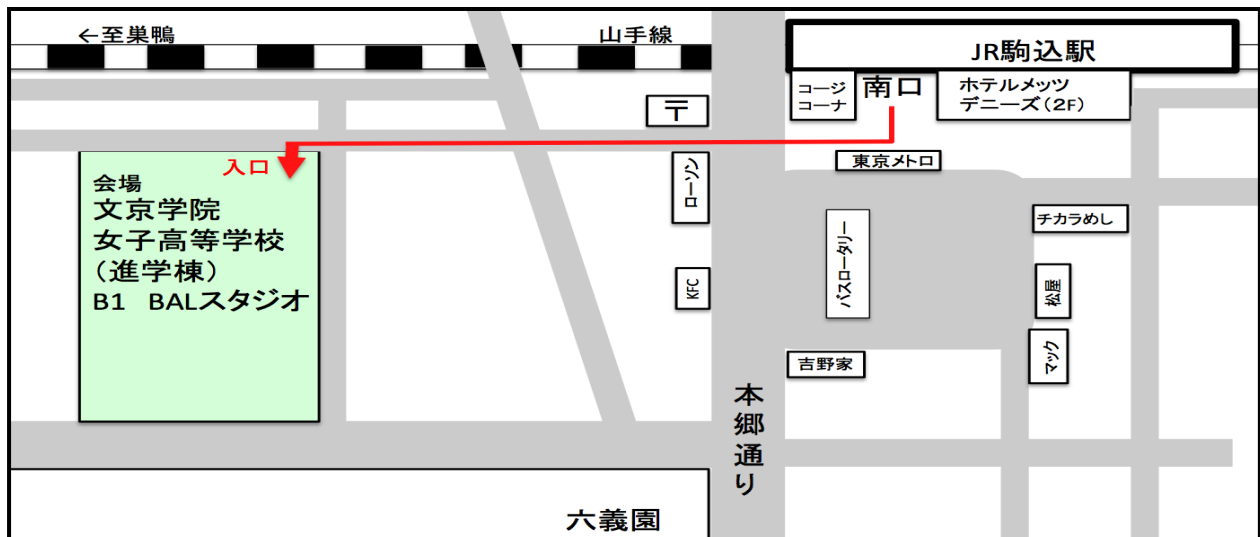 ←至巣鴨
山手線
JR駒込駅
コージ
コーナ
南口
ホテルメッツ
デニーズ(2F)
〒
東京メトロ
入口
ローソン
会場
文京学院
女子高等学校
(進学棟)
B1 BALスタジオ
チカラめし
バスロータリー
KFC
松屋
マック
吉野家
本郷通り
六義園